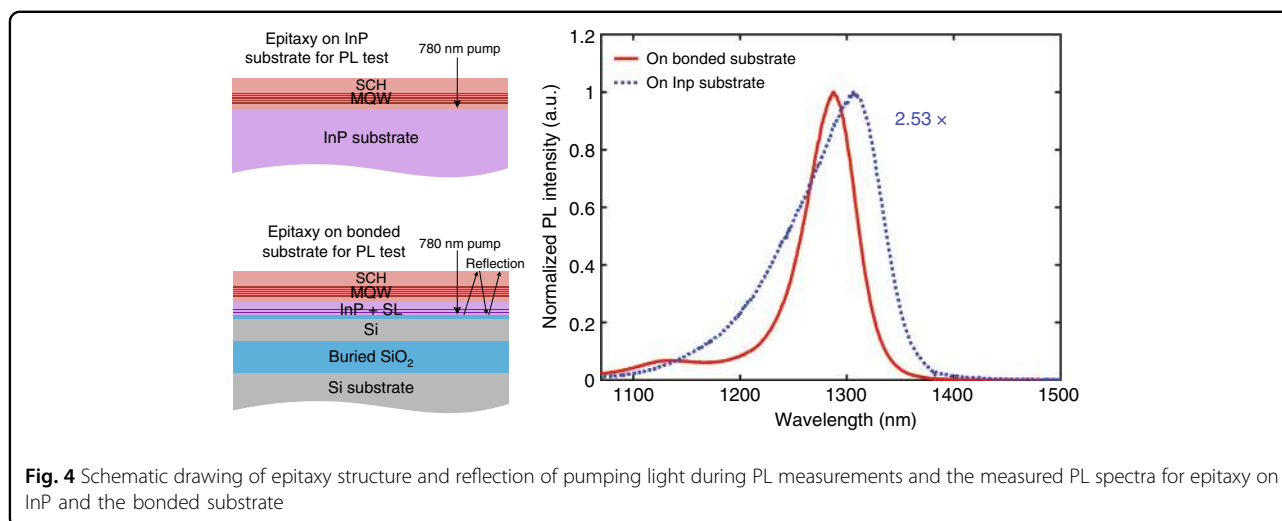 Epitaxy on InP
substrate for PL test
780 nm pump
SCH
MQW
InP substrate
Epitaxy on bonded
substrate for PL test
780 nm pump
Reflection
SCH
MQW
InP + SL
Si
Buried SiO₂
Si substrate
Normalized PL intensity (a.u.)
1.2
1
0.8
0.6
0.4
0.2
0
On bonded substrate
On Inp substrate
2.53 ×
1100 1200 1300 1400 1500
Wavelength (nm)
Fig. 4 Schematic drawing of epitaxy structure and reflection of pumping light during PL measurements and the measured PL spectra for epitaxy on
InP and the bonded substrate